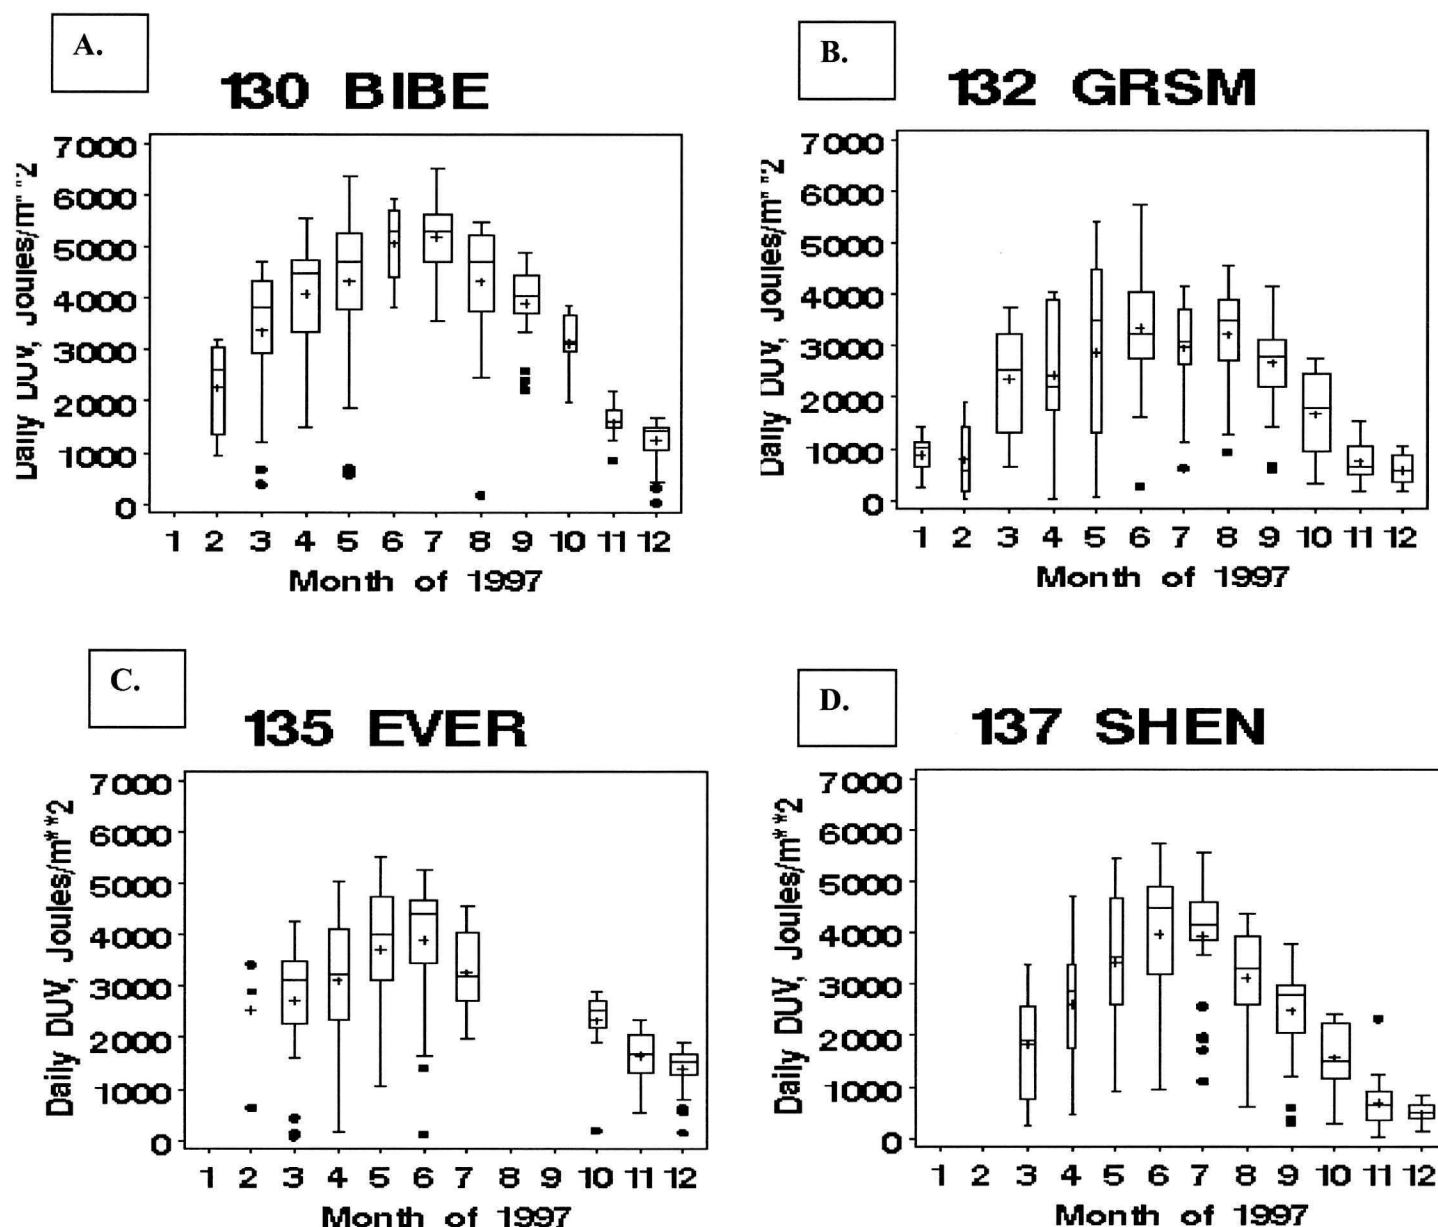 A.
130 BIBE
Daily DUV, Joules/m**2
7000
6000
5000
4000
3000
2000
1000
0
1 2 3 4 5 6 7 8 9 10 11 12
Month of 1997
B.
132 GRSM
Daily DUV, Joules/m**2
7000
6000
5000
4000
3000
2000
1000
0
1 2 3 4 5 6 7 8 9 10 11 12
Month of 1997
C.
135 EVER
Daily DUV, Joules/m**2
7000
6000
5000
4000
3000
2000
1000
0
1 2 3 4 5 6 7 8 9 10 11 12
Month of 1997
D.
137 SHEN
Daily DUV, Joules/m**2
7000
6000
5000
4000
3000
2000
1000
0
1 2 3 4 5 6 7 8 9 10 11 12
Month of 1997